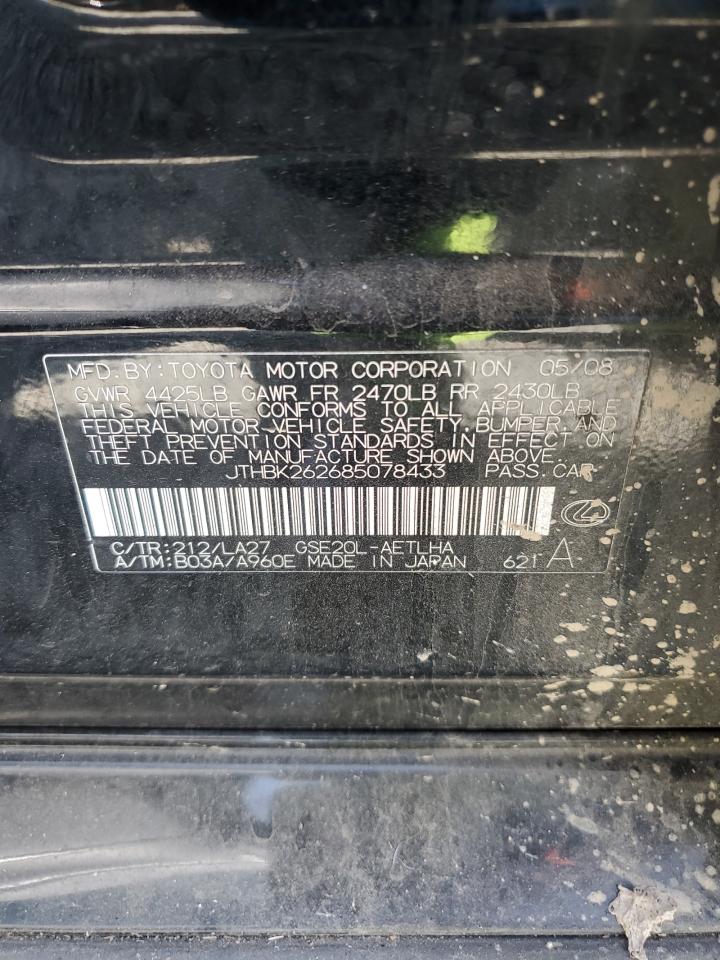 MFD.BY:TOYOTA MOTOR CORPORATION 05/08
GVWR 4425LB GAWR FR 2470LB RR 2430LB
THIS VEHICLE CONFORMS TO ALL APPLICABLE
FEDERAL MOTOR VEHICLE SAFETY,BUMPER,AND
THEFT PREVENTION STANDARDS IN EFFECT ON
THE DATE OF MANUFACTURE SHOWN ABOVE.
JTHBK262685078433 PASS.CAR
C/TR:212/LA27 GSE20L-AETLHA
A/TM:B03A/A960E MADE IN JAPAN 621 A